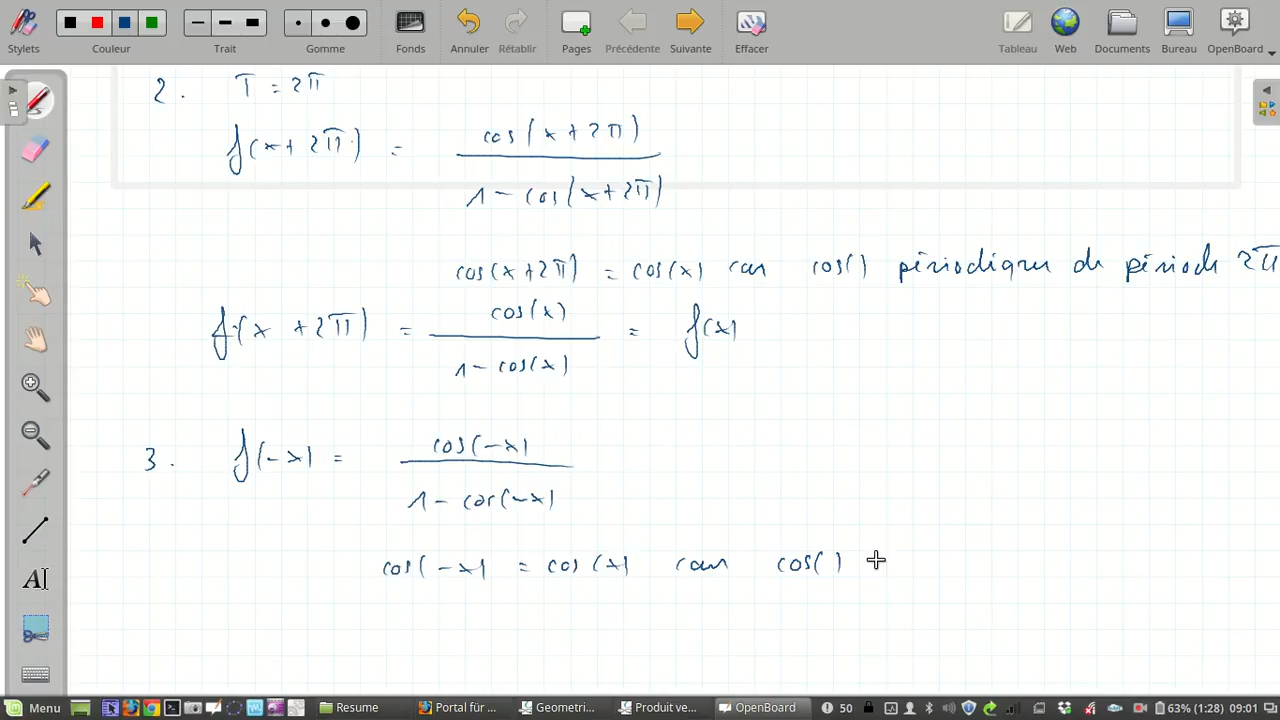 Stylets Couleur Trait Gomme Fonds Annuler Rétablir Pages Précédente Suivante Effacer Tableau Web Documents Bureau OpenBoard
2. T = 2π
f(x + 2π) = cos(x + 2π)
1 - cos(x + 2π)
cos(x + 2π) = cos(x) car cos() périodique de période 2π
f(x + 2π) = cos(x) = f(x)
1 - cos(x)
3. f(-x) = cos(-x)
1 - cos(-x)
cos(-x) = cos(x) car cos()
Menu Resume Portal für ... Geometri... Produit ve... OpenBoard 50 63% (1:28) 09:01